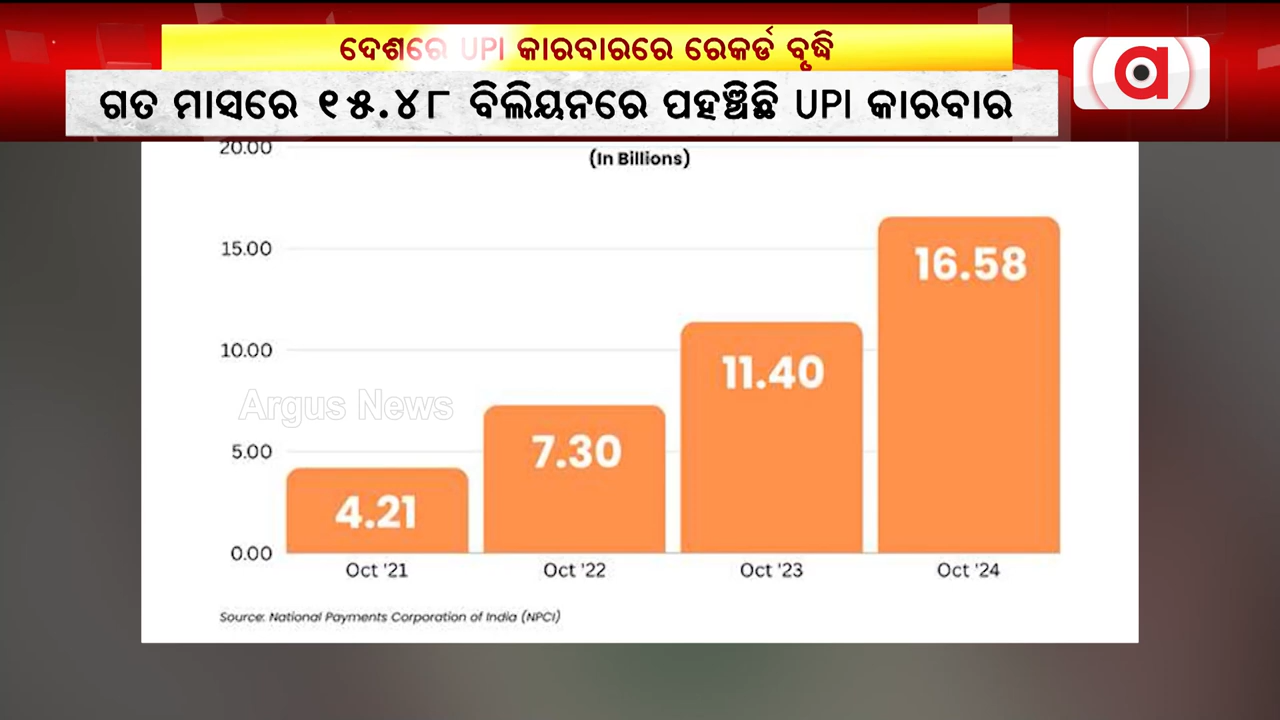 ଦେଶରେ UPI କାରବାରରେ ରେକର୍ଡ ବୃଦ୍ଧି
ଗତ ମାସରେ ୧୫.୪୮ ବିଲିୟନରେ ପହଞ୍ଚିଛି UPI କାରବାର
a
20.00
(In Billions)
15.00
16.58
10.00
11.40
Argus News
5.00
7.30
4.21
0.00
Oct '21 Oct '22 Oct '23 Oct '24
Source: National Payments Corporation of India (NPCI)